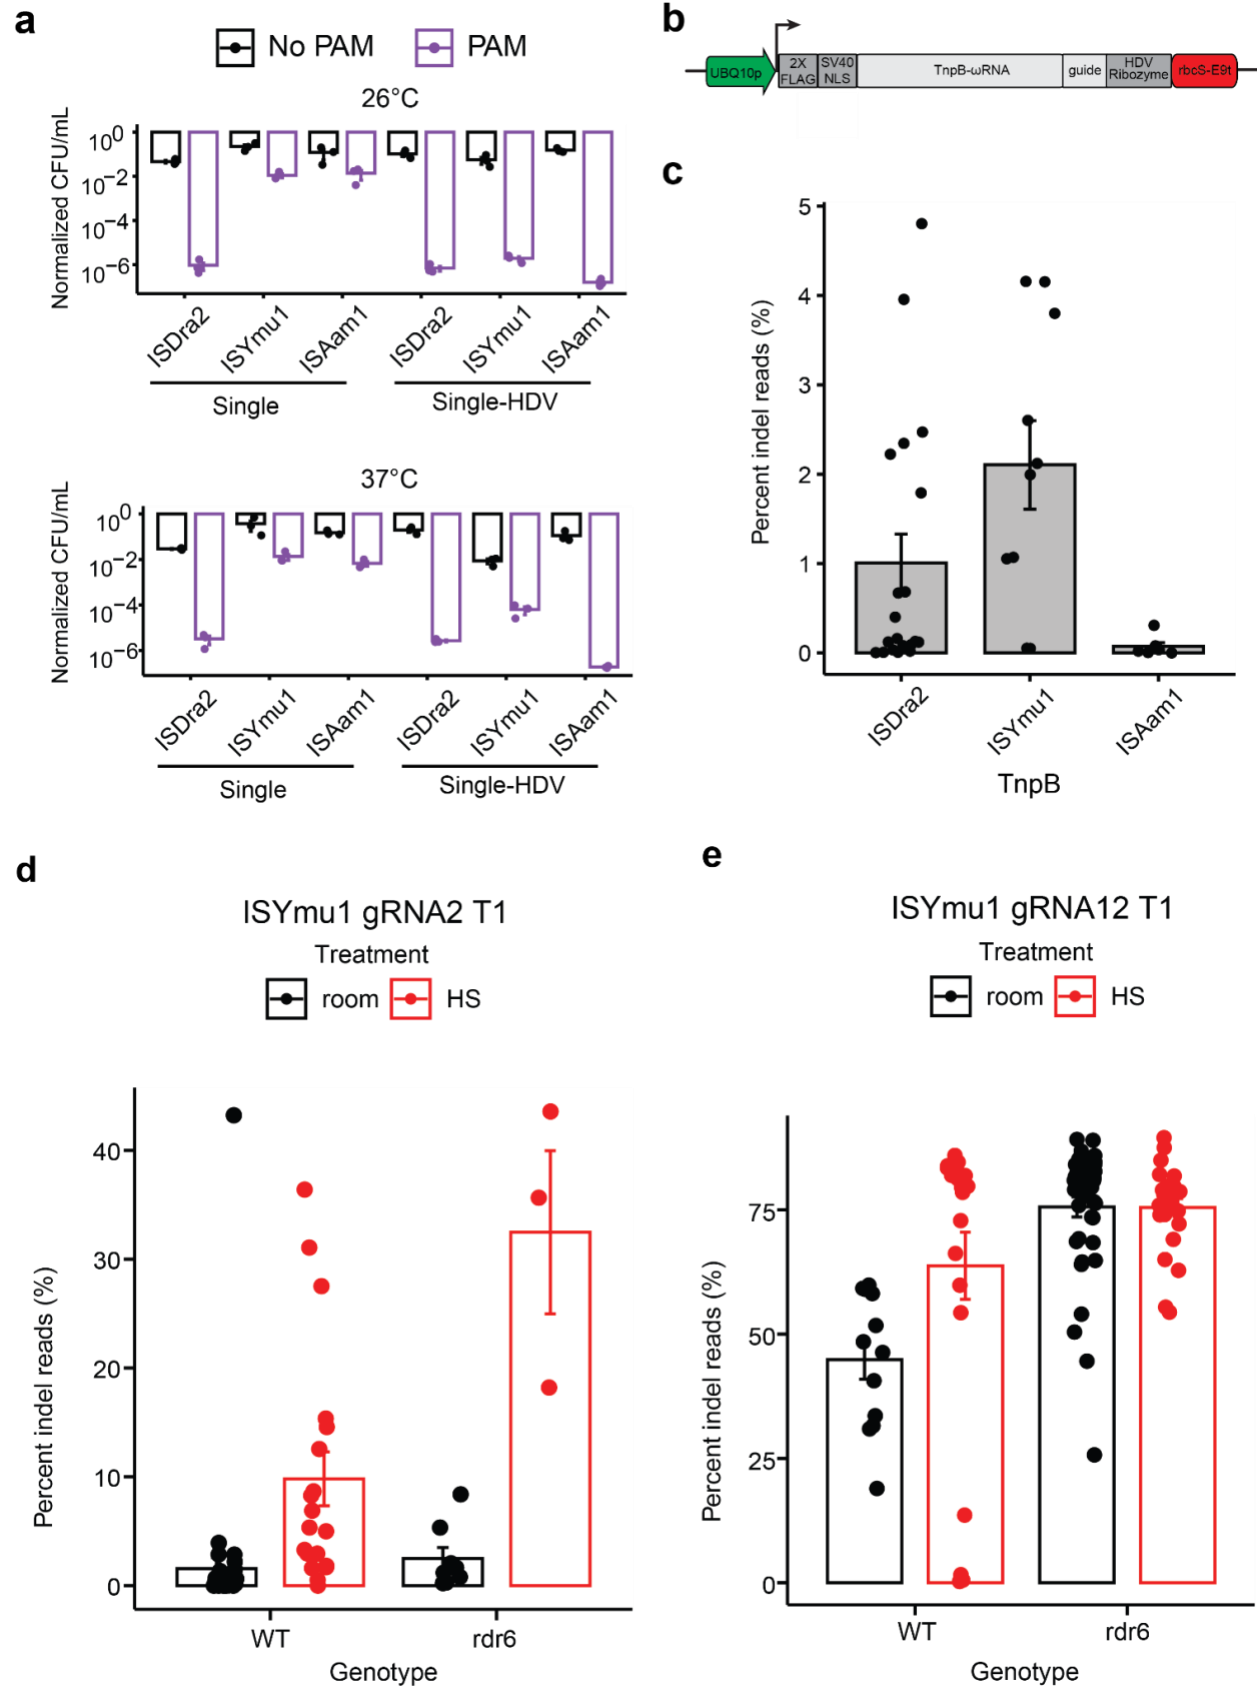 a
No PAM PAM
26°C
Normalized CFU/mL
10⁰
10⁻²
10⁻⁴
10⁻⁶
ISDra2 ISYmu1 ISAam1 ISDra2 ISYmu1 ISAam1
Single Single-HDV
37°C
Normalized CFU/mL
10⁰
10⁻²
10⁻⁴
10⁻⁶
ISDra2 ISYmu1 ISAam1 ISDra2 ISYmu1 ISAam1
Single Single-HDV
b
UBQ10p 2X FLAG SV40 NLS TnpB-ωRNA guide HDV Ribozyme rbcS-E9t
c
Percent indel reads (%)
5
4
3
2
1
0
ISDra2 ISYmu1 ISAam1
TnpB
d
ISYmu1 gRNA2 T1
Treatment
room HS
Percent indel reads (%)
40
30
20
10
0
WT rdr6
Genotype
e
ISYmu1 gRNA12 T1
Treatment
room HS
Percent indel reads (%)
75
50
25
0
WT rdr6
Genotype